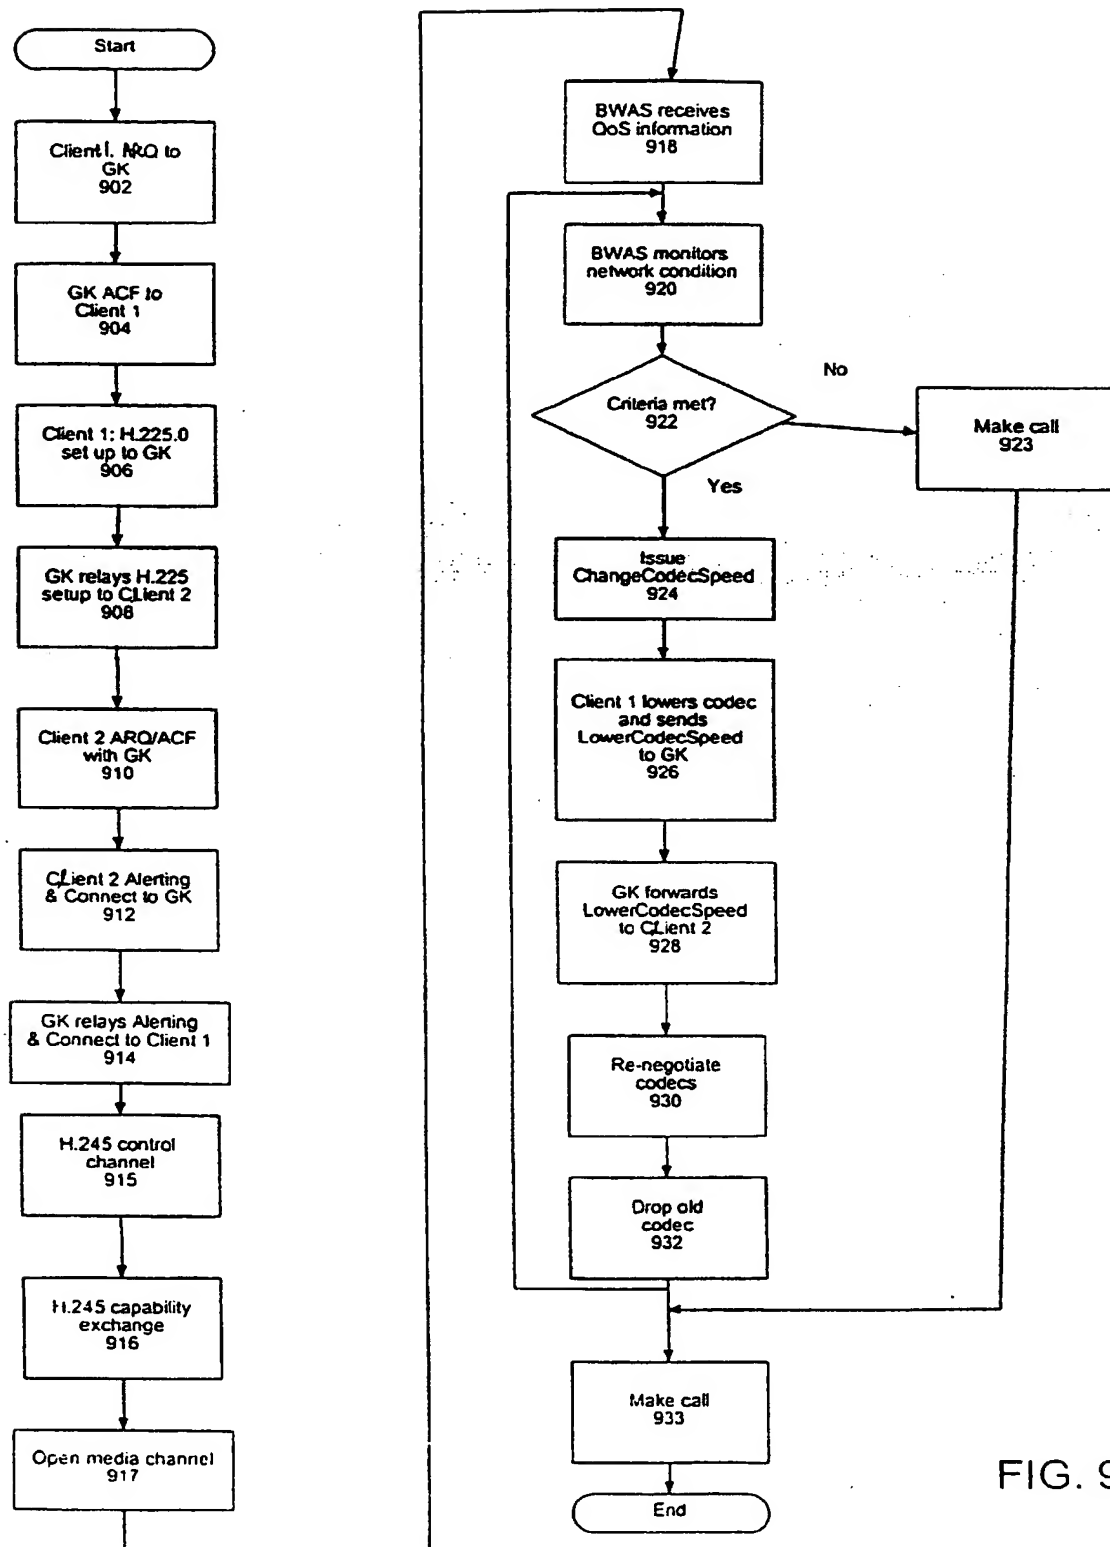 Start
Client 1. ARQ to
GK
902
GK ACF to
Client 1
904
Client 1: H.225.0
set up to GK
906
GK relays H.225
setup to CLient 2
908
Client 2 ARQ/ACF
with GK
910
CLient 2 Alerting
& Connect to GK
912
GK relays Alerting
& Connect to Client 1
914
H.245 control
channel
915
H.245 capability
exchange
916
Open media channel
917
BWAS receives
QoS information
918
BWAS monitors
network condition
920
Criteria met?
922
No
Make call
923
Yes
Issue
ChangeCodecSpeed
924
Client 1 lowers codec
and sends
LowerCodecSpeed
to GK
926
GK forwards
LowerCodecSpeed
to CLient 2
928
Re-negotiate
codecs
930
Drop old
codec
932
Make call
933
End
FIG. 9